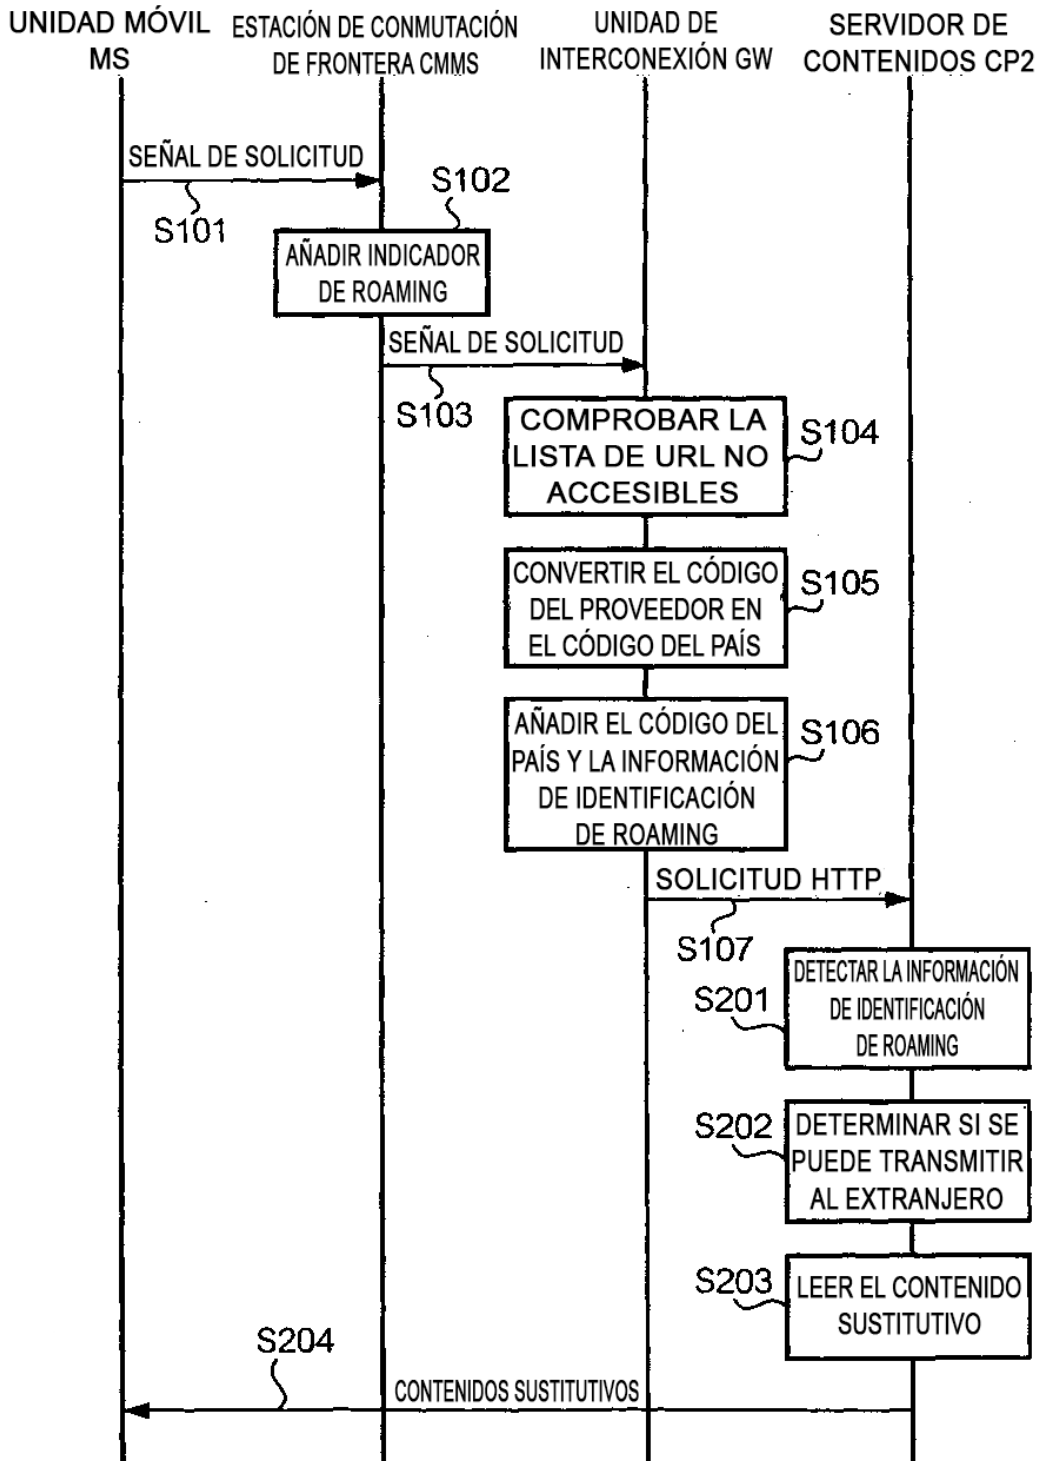 UNIDAD MÓVIL
MS
ESTACIÓN DE CONMUTACIÓN
DE FRONTERA CMMS
UNIDAD DE
INTERCONEXIÓN GW
SERVIDOR DE
CONTENIDOS CP2
SEÑAL DE SOLICITUD
S101
S102
AÑADIR INDICADOR
DE ROAMING
SEÑAL DE SOLICITUD
S103
COMPROBAR LA
LISTA DE URL NO
ACCESIBLES
S104
CONVERTIR EL CÓDIGO
DEL PROVEEDOR EN
EL CÓDIGO DEL PAÍS
S105
AÑADIR EL CÓDIGO DEL
PAÍS Y LA INFORMACIÓN
DE IDENTIFICACIÓN
DE ROAMING
S106
SOLICITUD HTTP
S107
DETECTAR LA INFORMACIÓN
DE IDENTIFICACIÓN
DE ROAMING
S201
DETERMINAR SI SE
PUEDE TRANSMITIR
AL EXTRANJERO
S202
LEER EL CONTENIDO
SUSTITUTIVO
S203
S204
CONTENIDOS SUSTITUTIVOS